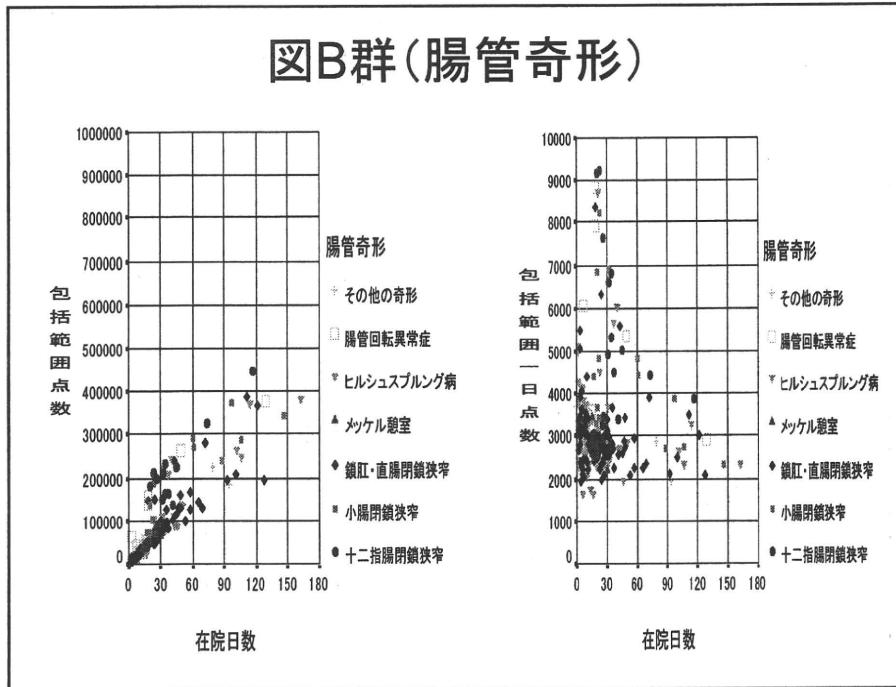 図B群(腸管奇形)
包括範囲点数
1000000
900000
800000
700000
600000
500000
400000
300000
200000
100000
0
0 30 60 90 120 150 180
在院日数
腸管奇形
その他の奇形
腸管回転異常症
ヒルシュスプルング病
メッケル憩室
鎖肛・直腸閉鎖狭窄
小腸閉鎖狭窄
十二指腸閉鎖狭窄
包括範囲一日点数
10000
9000
8000
7000
6000
5000
4000
3000
2000
1000
0
0 30 60 90 120 150 180
在院日数
腸管奇形
その他の奇形
腸管回転異常症
ヒルシュスプルング病
メッケル憩室
鎖肛・直腸閉鎖狭窄
小腸閉鎖狭窄
十二指腸閉鎖狭窄